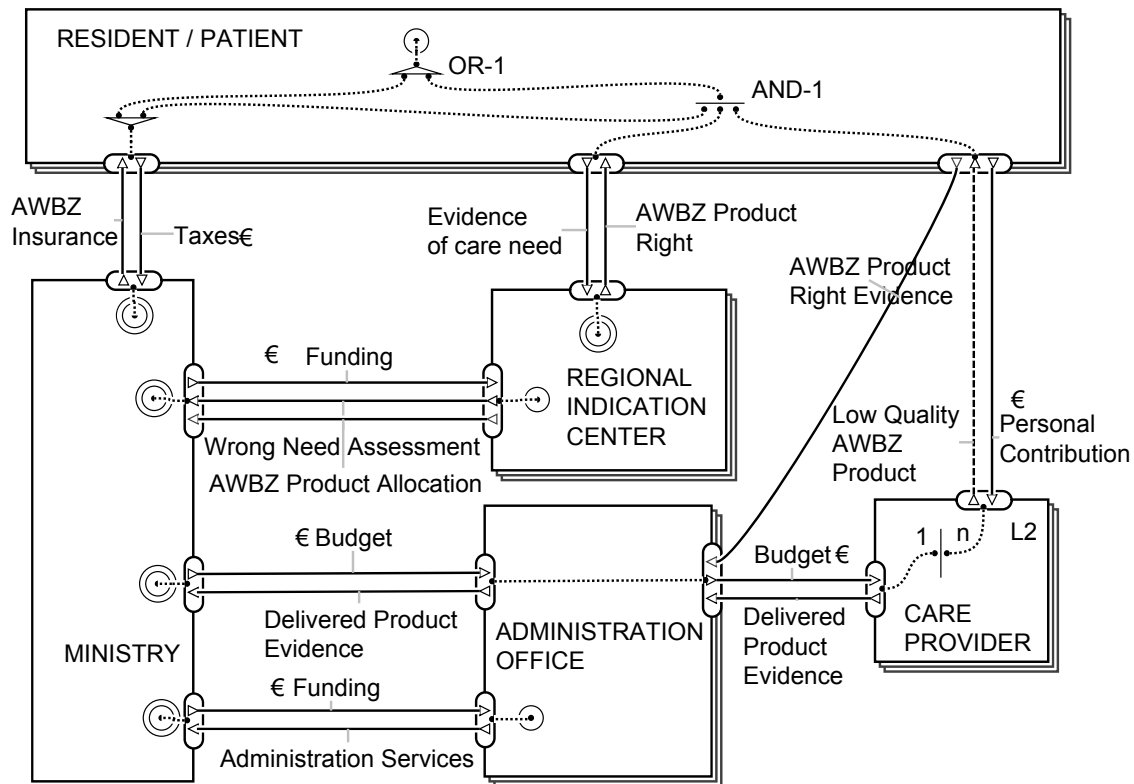 RESIDENT / PATIENT
OR-1
AND-1
AWBZ
Insurance
Taxes€
Evidence
of care need
AWBZ Product
Right
AWBZ Product
Right Evidence
€ Funding
REGIONAL
INDICATION
CENTER
Wrong Need Assessment
AWBZ Product Allocation
Low Quality
AWBZ
Product
€
Personal
Contribution
1 n L2
€ Budget
Budget €
Delivered Product
Evidence
MINISTRY
ADMINISTRATION
OFFICE
Delivered
Product
Evidence
CARE
PROVIDER
€ Funding
Administration Services